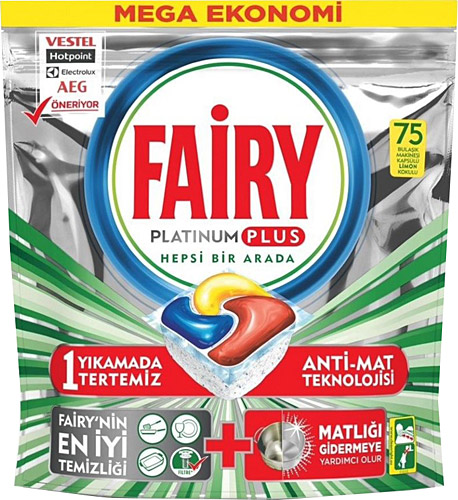 MEGA EKONOMİ
VESTEL
Hotpoint
Electrolux
AEG
ÖNERİYOR
FAIRY
PLATINUM PLUS
HEPSİ BİR ARADA
75
BULAŞIK
MAKİNESİ
KAPSÜLÜ
LİMON
KOKULU
1 YIKAMADA
TERTEMİZ
ANTİ-MAT
TEKNOLOJİSİ
FAIRY'NİN
EN İYİ
TEMİZLİĞİ
FİLTRE
+
MATLIĞI
GİDERMEYE
YARDIMCI OLUR